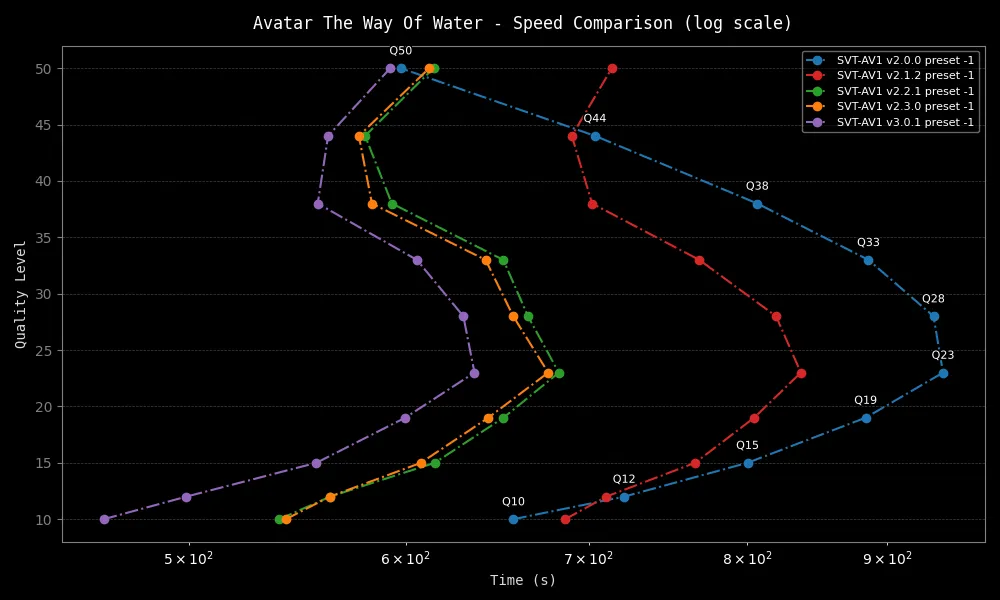 Avatar The Way Of Water - Speed Comparison (log scale)
SVT-AV1 v2.0.0 preset -1
SVT-AV1 v2.1.2 preset -1
SVT-AV1 v2.2.1 preset -1
SVT-AV1 v2.3.0 preset -1
SVT-AV1 v3.0.1 preset -1
Quality Level
50
45
40
35
30
25
20
15
10
Q50
Q44
Q38
Q33
Q28
Q23
Q19
Q15
Q12
Q10
5 × 10²
6 × 10²
7 × 10²
8 × 10²
9 × 10²
Time (s)